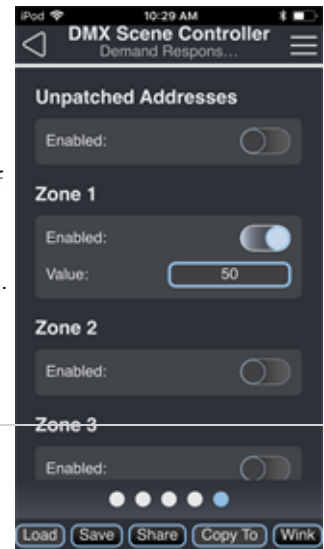 iPod 10:29 AM
DMX Scene Controller
Demand Respons...
Unpatched Addresses
Enabled:
Zone 1
Enabled:
Value: 50
Zone 2
Enabled:
Zone 3
Enabled:
Load Save Share Copy To Wink